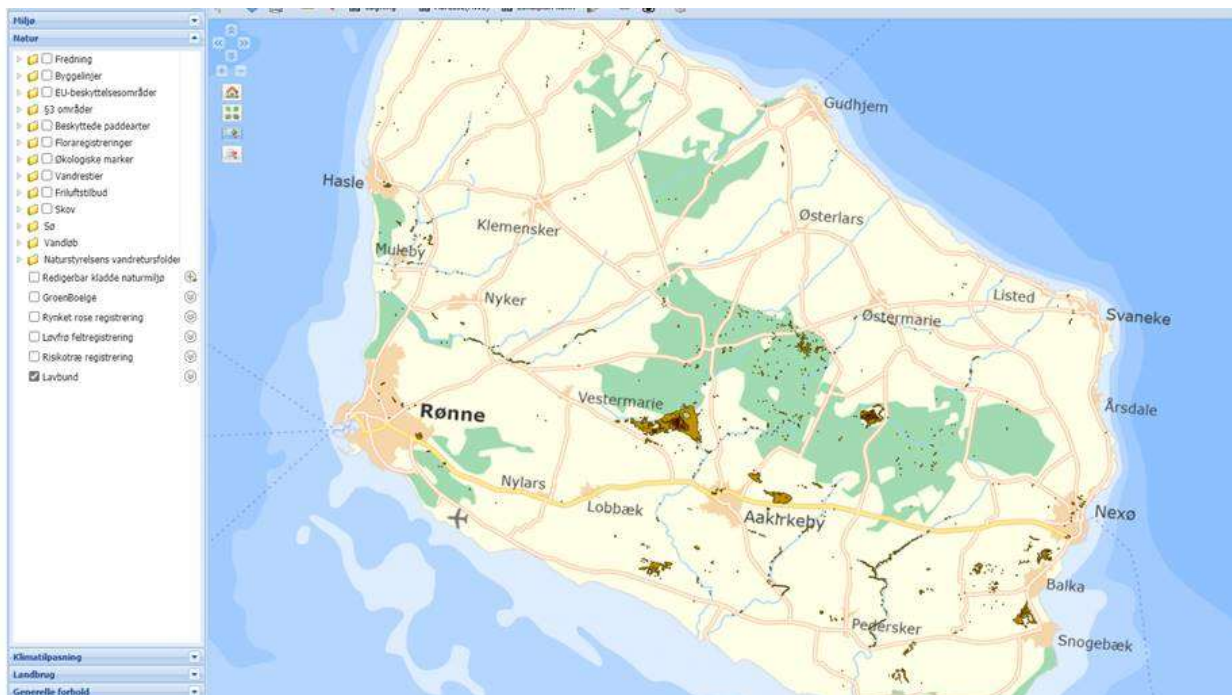 Miljø
Natur
Fredning
Byggelinjer
EU-beskyttelsesområder
§3 områder
Beskyttede paddearter
Floraregistreringer
Økologiske marker
Vandrestier
Friluftstilbud
Skov
Sø
Vandløb
Naturstyrelsens vandretursfolder
Redigerbar kladde naturmiljø
GroenBoelge
Rynket rose registrering
Løvfrø feltregistrering
Risikotræ registrering
Lavbund
Klimatilpasning
Landbrug
Generelle forhold
Gudhjem
Hasle
Klemensker
Østerlars
Muleby
Nyker
Listed
Østermarie
Svaneke
Vestermarie
Årsdale
Rønne
Nylars
Lobbæk
Aakirkeby
Nexø
Balka
Pedersker
Snogebæk